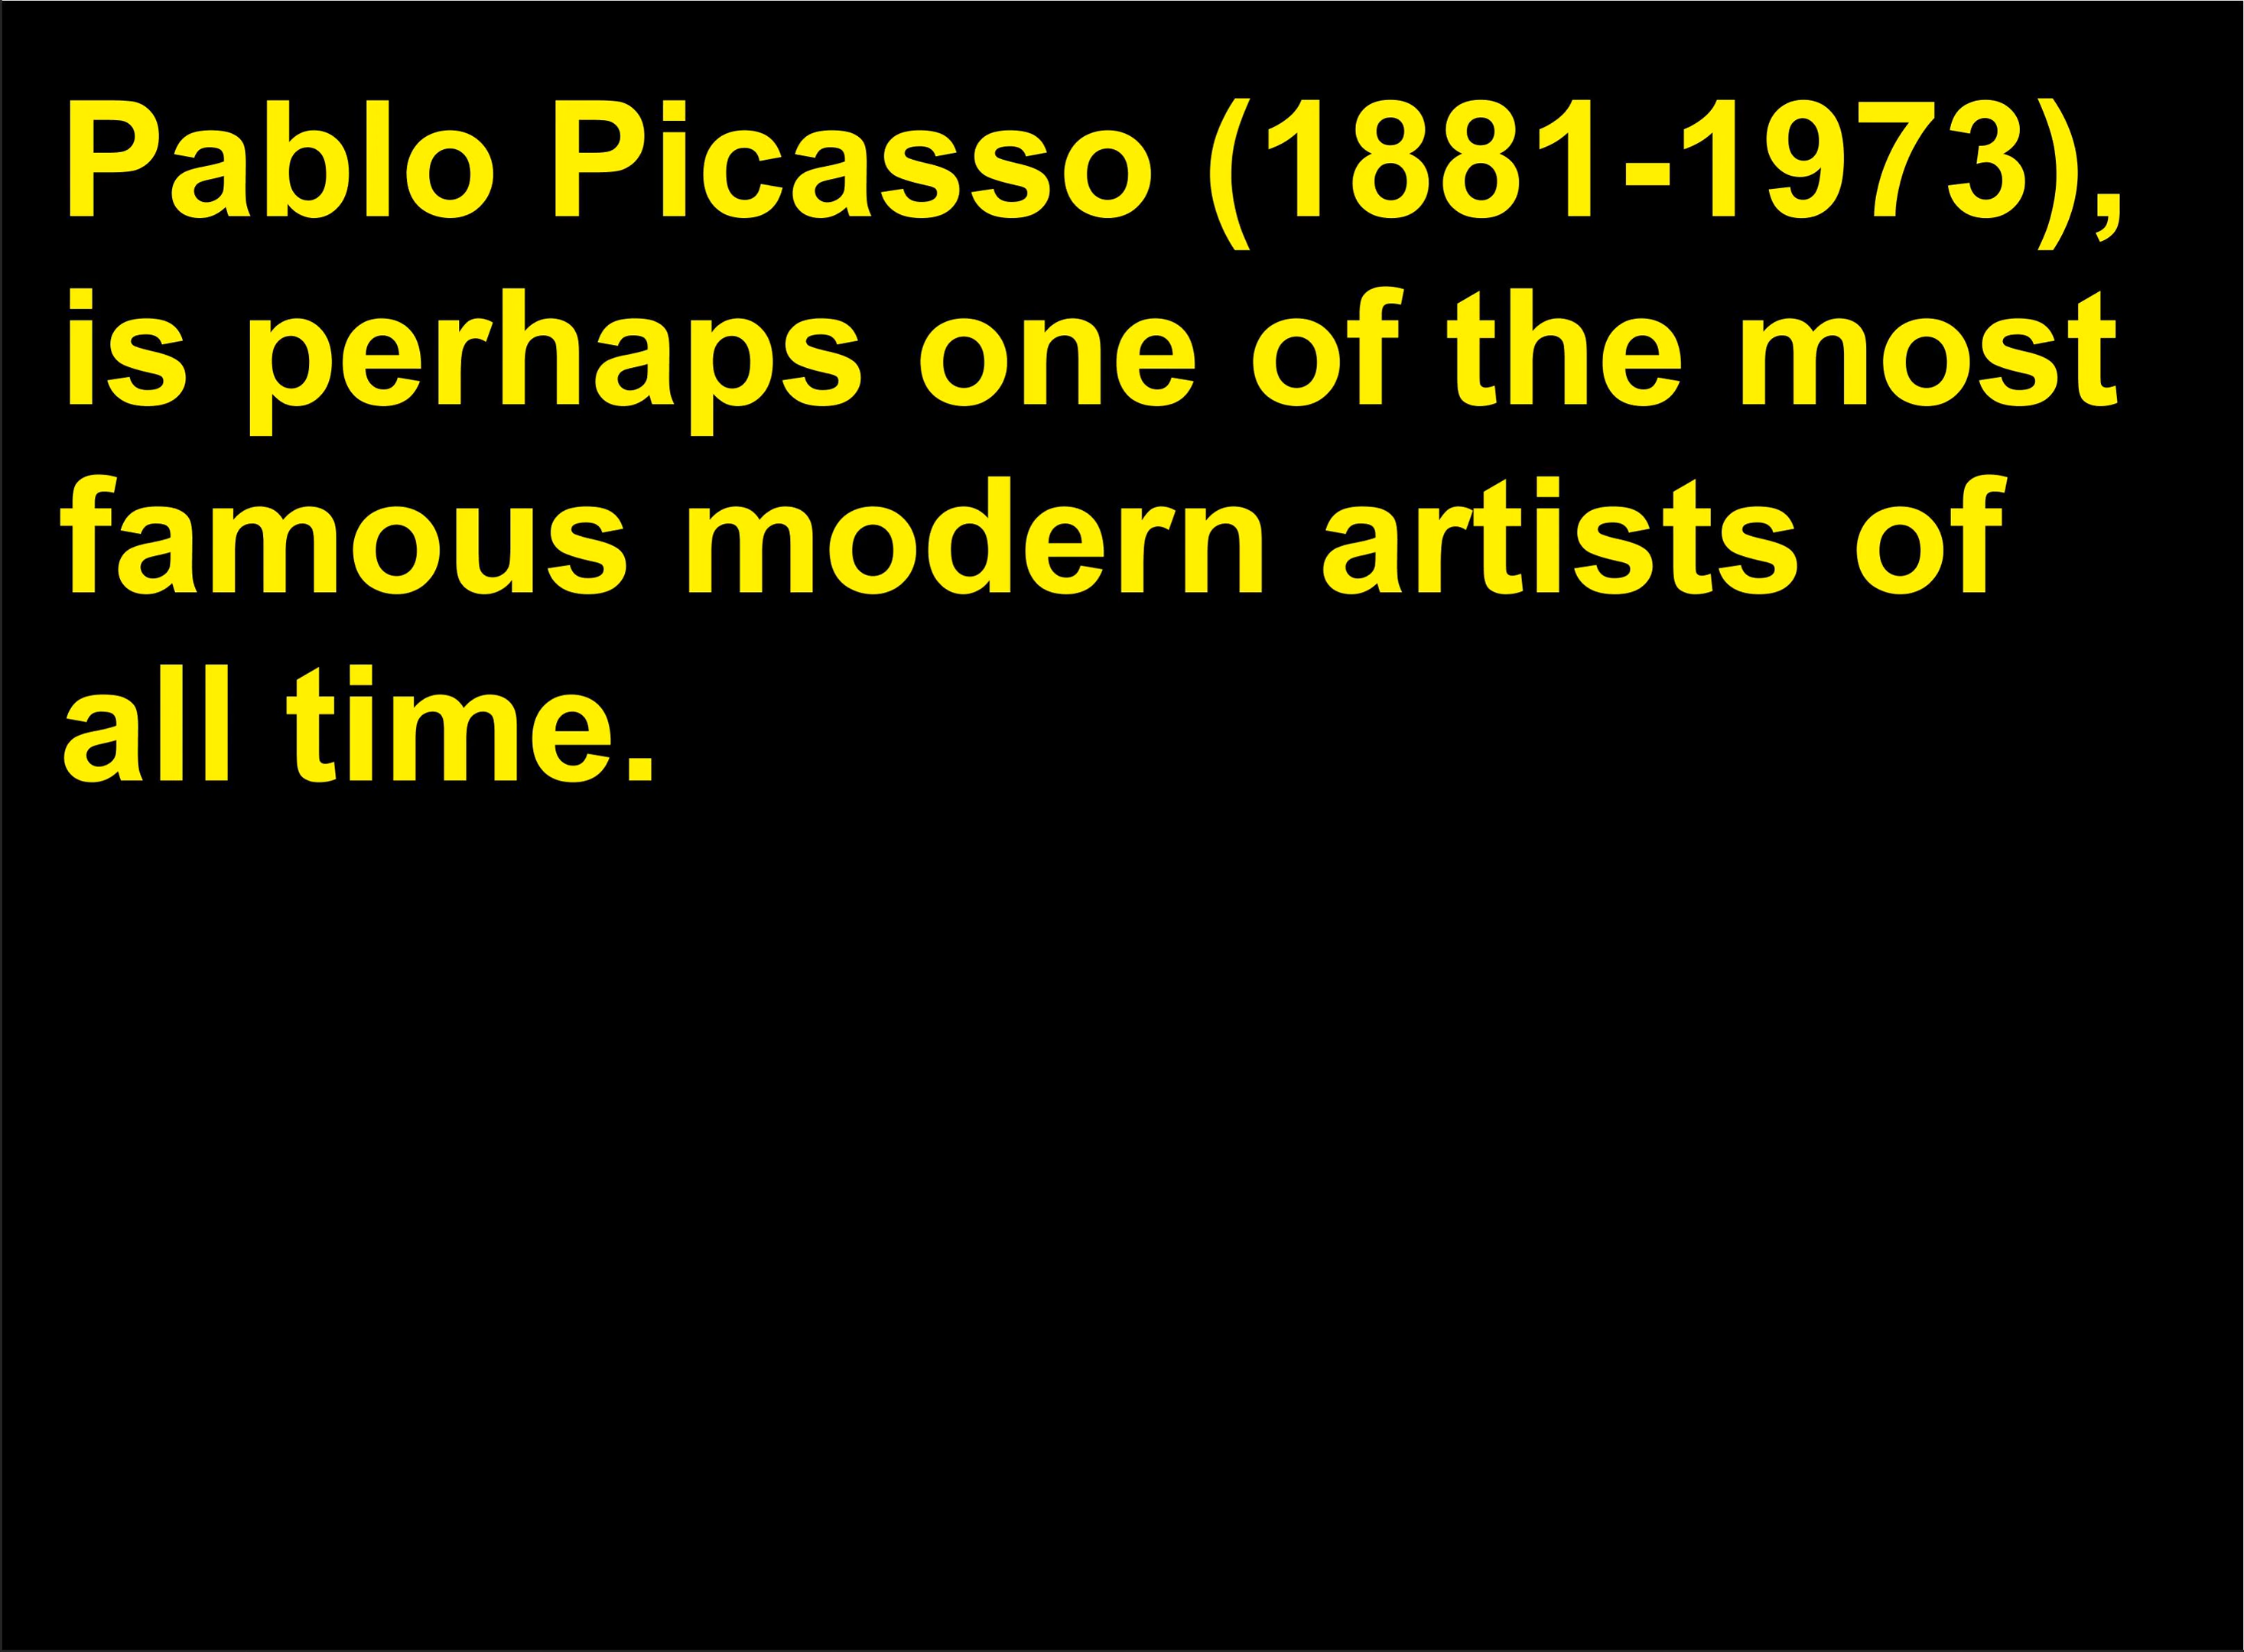 Pablo Picasso (1881-1973),
is perhaps one of the most
famous modern artists of
all time.